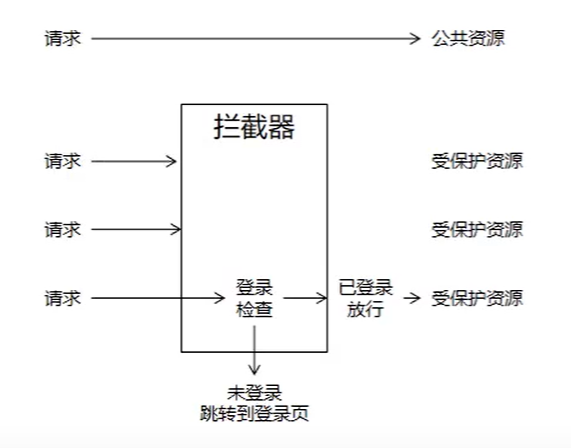 请求
公共资源
拦截器
请求
受保护资源
请求
受保护资源
请求
登录
检查
已登录
放行
受保护资源
未登录
跳转到登录页